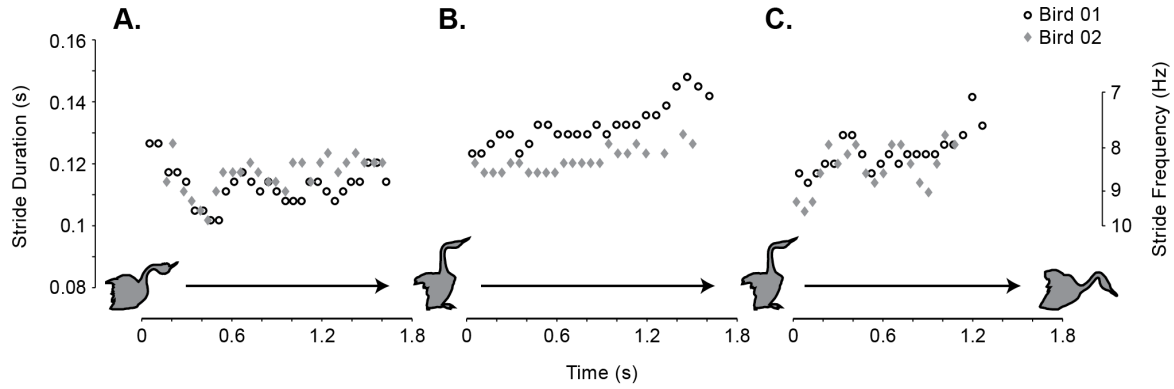 A. B. C.
Bird 01
Bird 02
Stride Duration (s)
0.16
0.14
0.12
0.1
0.08
Stride Frequency (Hz)
7
8
9
10
0 0.6 1.2 1.8 0 0.6 1.2 1.8 0 0.6 1.2 1.8
Time (s)